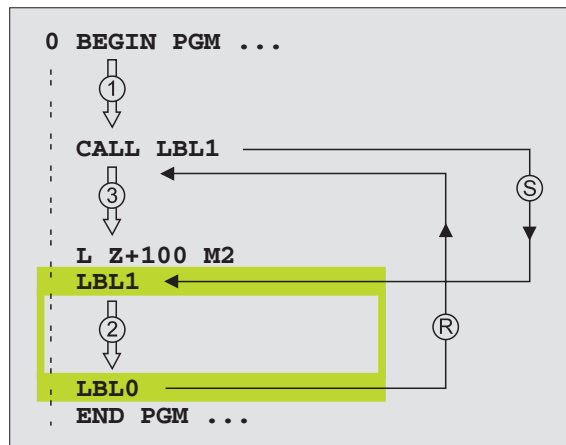 0 BEGIN PGM ...
1
CALL LBL1
S
3
L Z+100 M2
LBL1
2
R
LBL0
END PGM ...